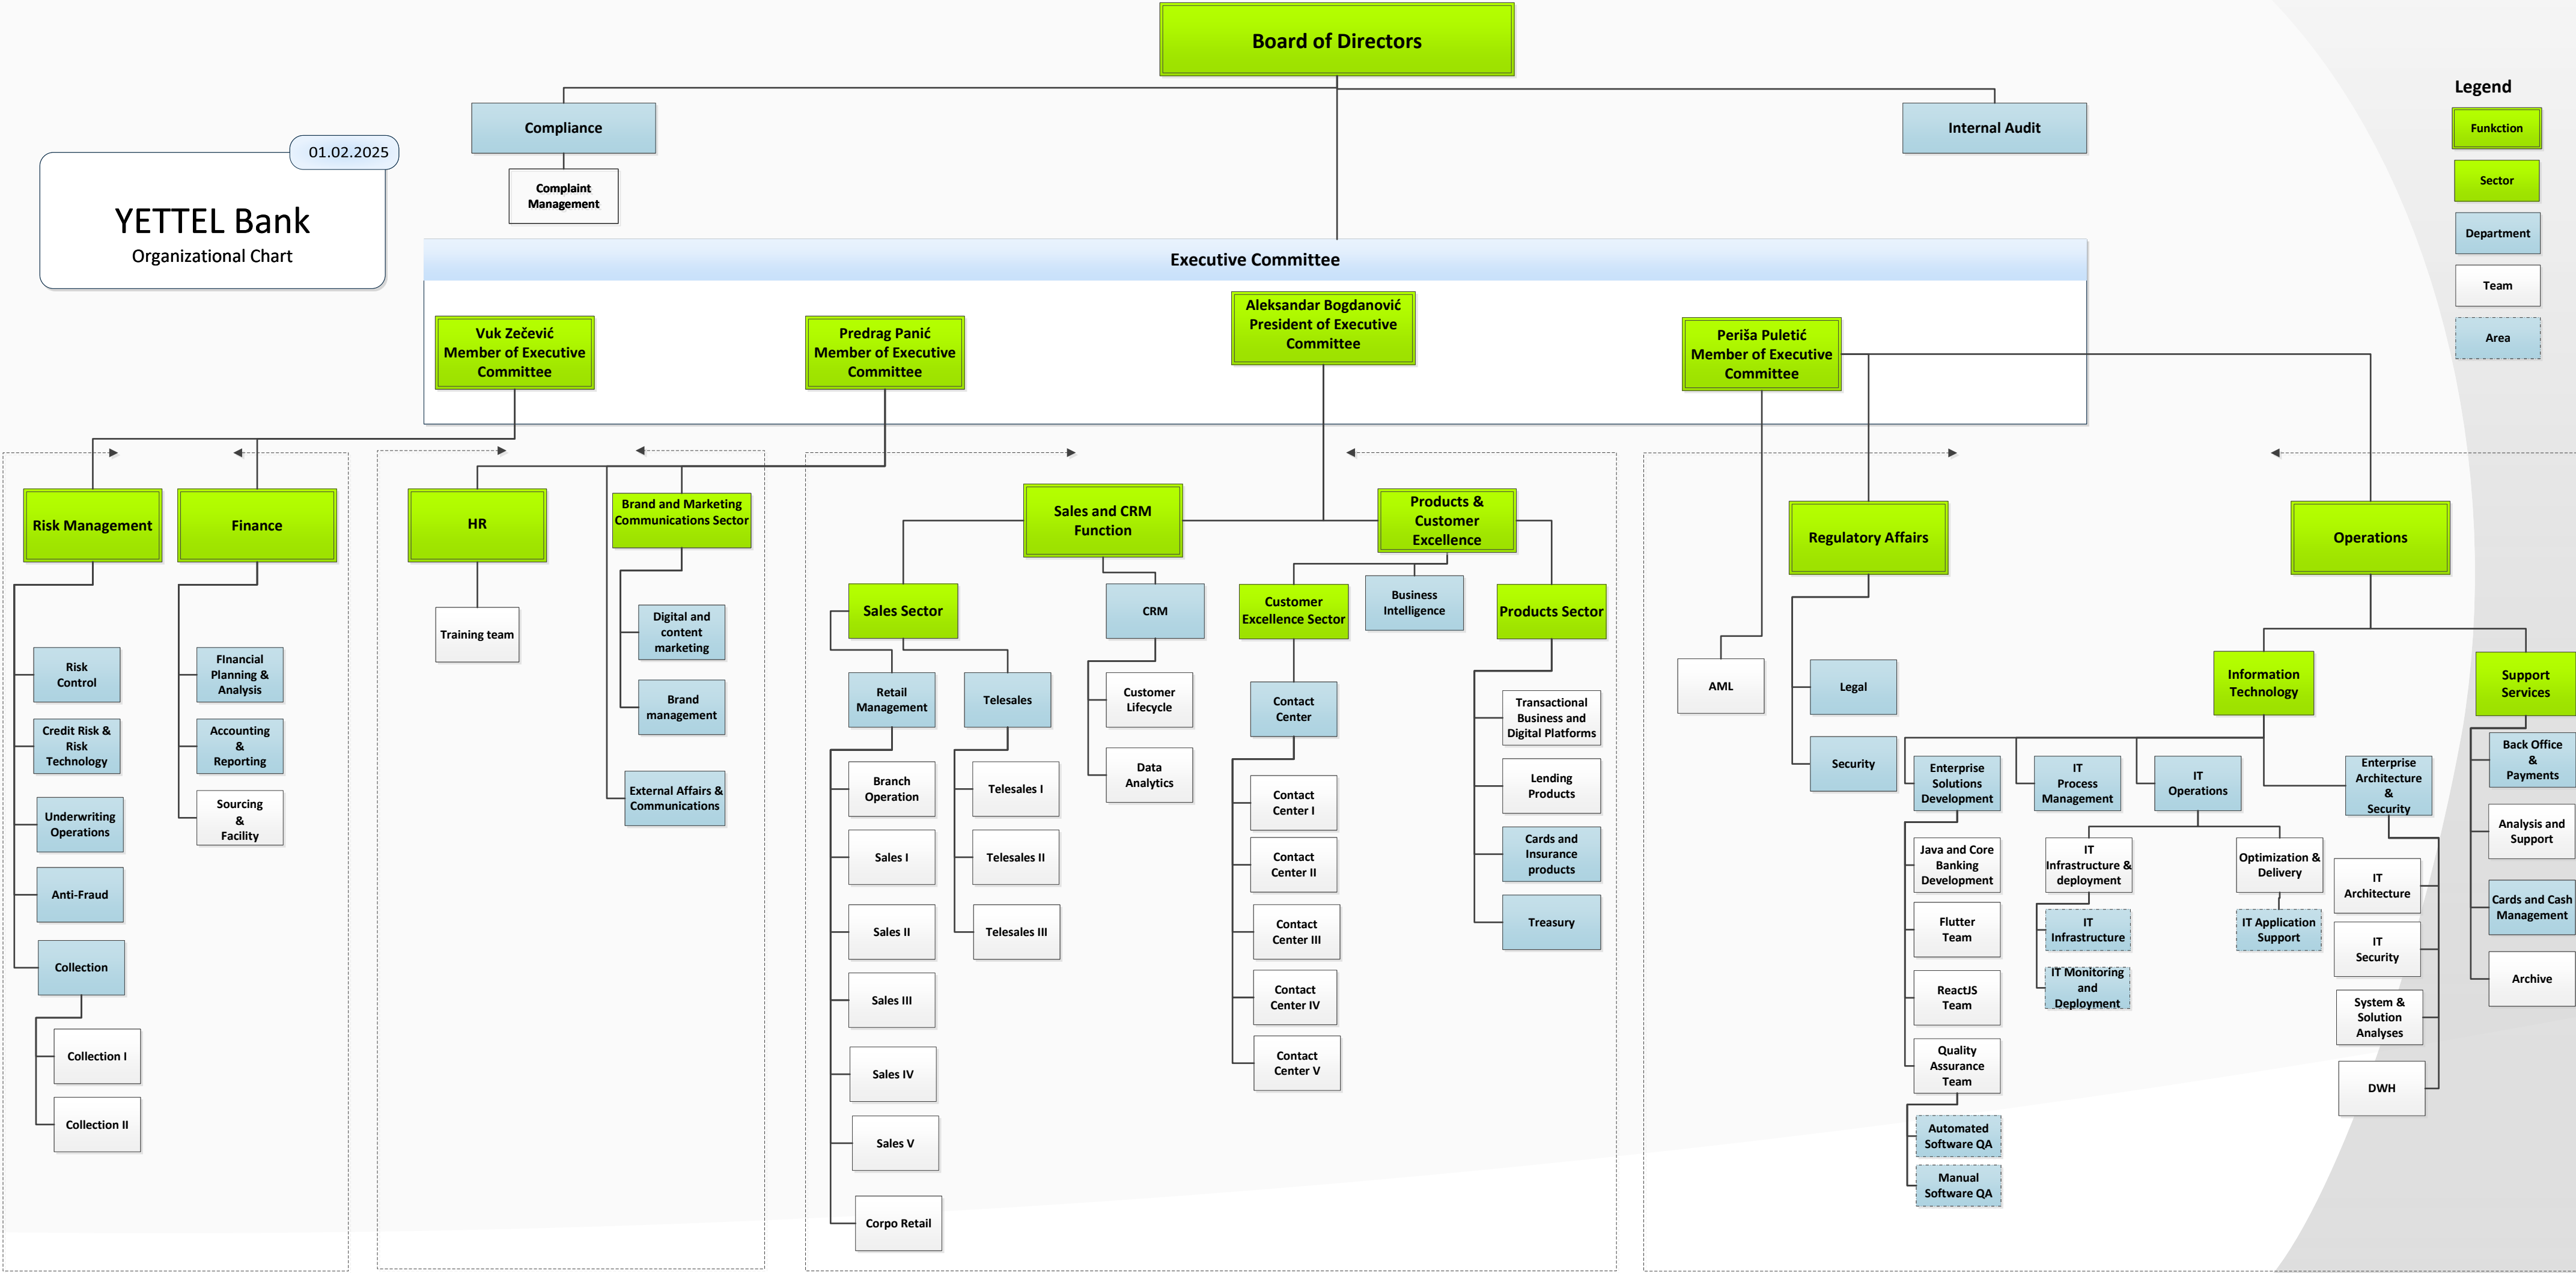 Board of Directors
Legend
Funkction
Sector
Department
Team
Area
Compliance
Internal Audit
Complaint
Management
01.02.2025
YETTEL Bank
Organizational Chart
Executive Committee
Vuk Zečević
Member of Executive
Committee
Predrag Panić
Member of Executive
Committee
Aleksandar Bogdanović
President of Executive
Committee
Periša Puletić
Member of Executive
Committee
Risk Management
Finance
HR
Brand and Marketing
Communications Sector
Sales and CRM
Function
Products &
Customer
Excellence
Regulatory Affairs
Operations
Risk
Control
Credit Risk &
Risk
Technology
Underwriting
Operations
Anti-Fraud
Collection
Collection I
Collection II
FInancial
Planning &
Analysis
Accounting
&
Reporting
Sourcing
&
Facility
Training team
Digital and
content
marketing
Brand
management
External Affairs &
Communications
Sales Sector
CRM
Customer
Excellence Sector
Business
Intelligence
Products Sector
Retail
Management
Telesales
Branch
Operation
Sales I
Sales II
Sales III
Sales IV
Sales V
Corpo Retail
Telesales I
Telesales II
Telesales III
Customer
Lifecycle
Data
Analytics
Contact
Center
Contact
Center I
Contact
Center II
Contact
Center III
Contact
Center IV
Contact
Center V
Transactional
Business and
Digital Platforms
Lending
Products
Cards and
Insurance
products
Treasury
AML
Legal
Security
Information
Technology
Support
Services
Enterprise
Solutions
Development
IT
Process
Management
IT
Operations
Enterprise
Architecture
&
Security
Java and Core
Banking
Development
Flutter
Team
ReactJS
Team
Quality
Assurance
Team
Automated
Software QA
Manual
Software QA
IT
Infrastructure &
deployment
IT
Infrastructure
IT Monitoring
and
Deployment
Optimization &
Delivery
IT Application
Support
IT
Architecture
IT
Security
System &
Solution
Analyses
DWH
Back Office
&
Payments
Analysis and
Support
Cards and Cash
Management
Archive